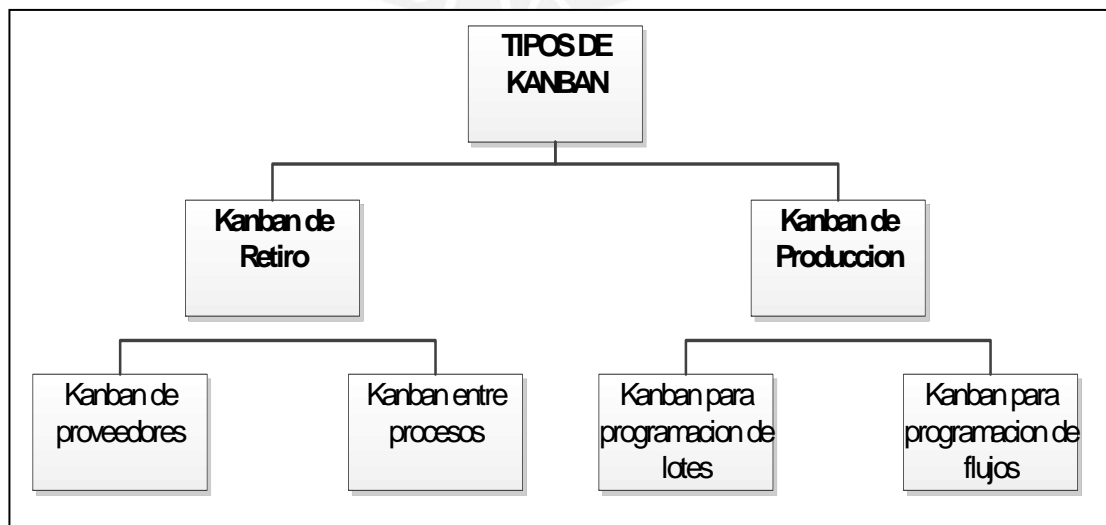 TIPOS DE
KANBAN
Kanban de
Retiro
Kanban de
Produccion
Kanban de
proveedores
Kanban entre
procesos
Kanban para
programacion de
lotes
Kanban para
programacion de
flujos